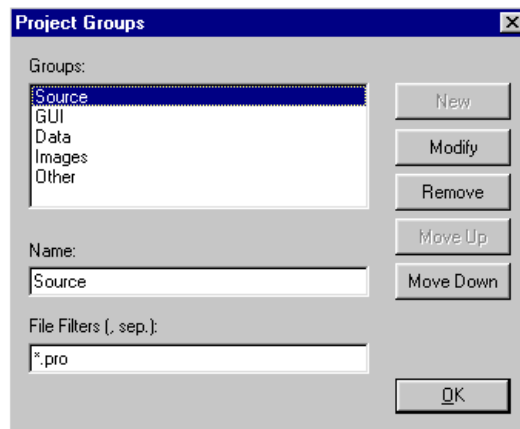 Project Groups
Groups:
Source
GUI
Data
Images
Other
New
Modify
Remove
Move Up
Move Down
Name:
Source
File Filters (, sep.):
*.pro
OK